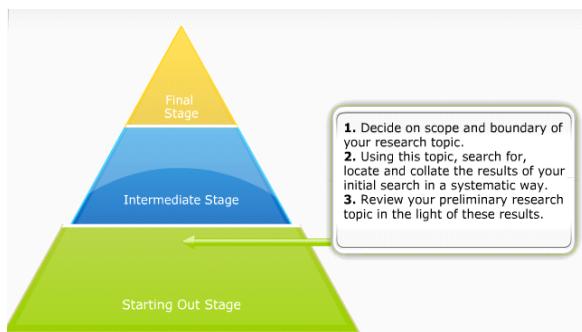 Final
Stage
Intermediate Stage
Starting Out Stage
1. Decide on scope and boundary of
your research topic.
2. Using this topic, search for,
locate and collate the results of your
initial search in a systematic way.
3. Review your preliminary research
topic in the light of these results.